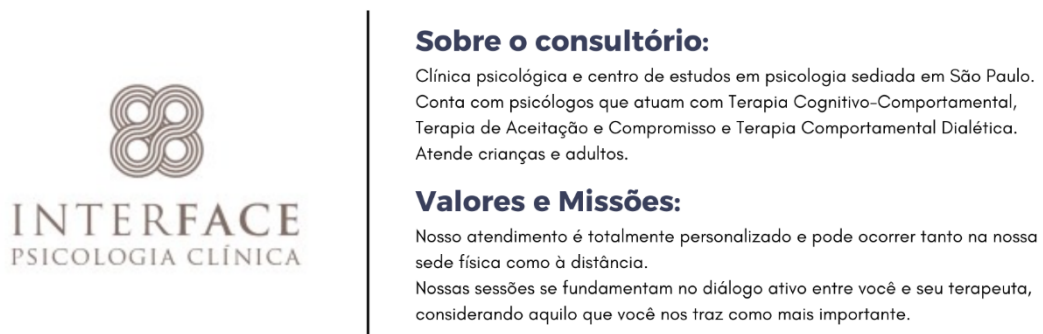 INTERFACE
PSICOLOGIA CLÍNICA
Sobre o consultório:
Clínica psicológica e centro de estudos em psicologia sediada em São Paulo.
Conta com psicólogos que atuam com Terapia Cognitivo-Comportamental,
Terapia de Aceitação e Compromisso e Terapia Comportamental Dialética.
Atende crianças e adultos.
Valores e Missões:
Nosso atendimento é totalmente personalizado e pode ocorrer tanto na nossa
sede física como à distância.
Nossas sessões se fundamentam no diálogo ativo entre você e seu terapeuta,
considerando aquilo que você nos traz como mais importante.